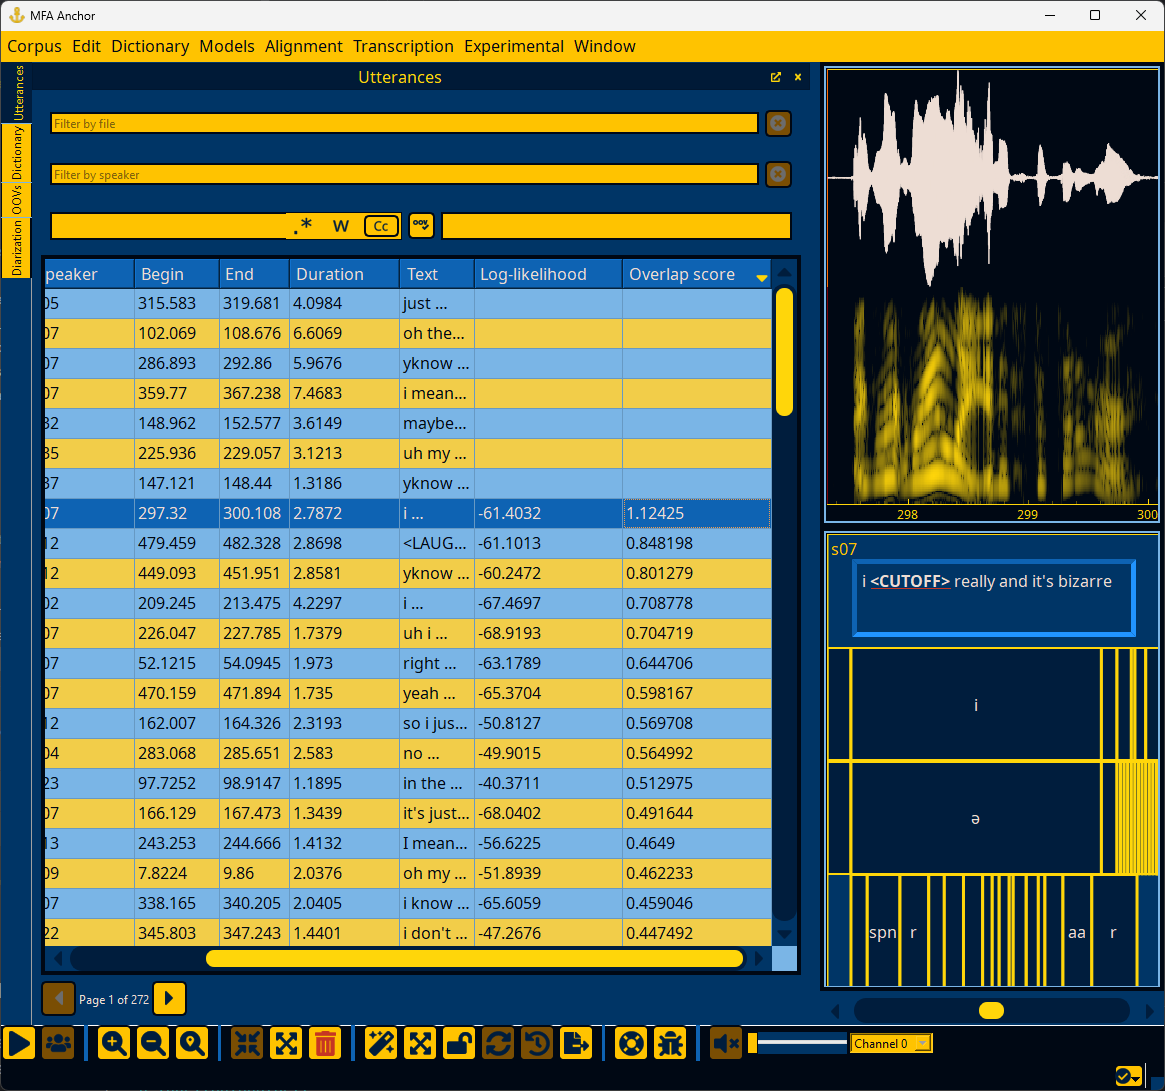 MFA Anchor
Corpus Edit Dictionary Models Alignment Transcription Experimental Window
Utterances
Dictionary
OOVs
Diarization
Utterances
Filter by file
Filter by speaker
.* W Cc OOV
peaker Begin End Duration Text Log-likelihood Overlap score
05 315.583 319.681 4.0984 just ...
07 102.069 108.676 6.6069 oh the...
07 286.893 292.86 5.9676 yknow ...
07 359.77 367.238 7.4683 i mean...
32 148.962 152.577 3.6149 maybe...
35 225.936 229.057 3.1213 uh my ...
37 147.121 148.44 1.3186 yknow ...
07 297.32 300.108 2.7872 i ... -61.4032 1.12425
12 479.459 482.328 2.8698 <LAUG... -61.1013 0.848198
12 449.093 451.951 2.8581 yknow ... -60.2472 0.801279
02 209.245 213.475 4.2297 i ... -67.4697 0.708778
07 226.047 227.785 1.7379 uh i ... -68.9193 0.704719
07 52.1215 54.0945 1.973 right ... -63.1789 0.644706
07 470.159 471.894 1.735 yeah ... -65.3704 0.598167
12 162.007 164.326 2.3193 so i jus... -50.8127 0.569708
04 283.068 285.651 2.583 no ... -49.9015 0.564992
23 97.7252 98.9147 1.1895 in the ... -40.3711 0.512975
07 166.129 167.473 1.3439 it's just... -68.0402 0.491644
13 243.253 244.666 1.4132 I mean... -56.6225 0.4649
09 7.8224 9.86 2.0376 oh my ... -51.8939 0.462233
07 338.165 340.205 2.0405 i know ... -65.6059 0.459046
22 345.803 347.243 1.4401 i don't ... -47.2676 0.447492
Page 1 of 272
298 299 300
s07
i <CUTOFF> really and it's bizarre
i
ə
spn r aa r
Channel 0